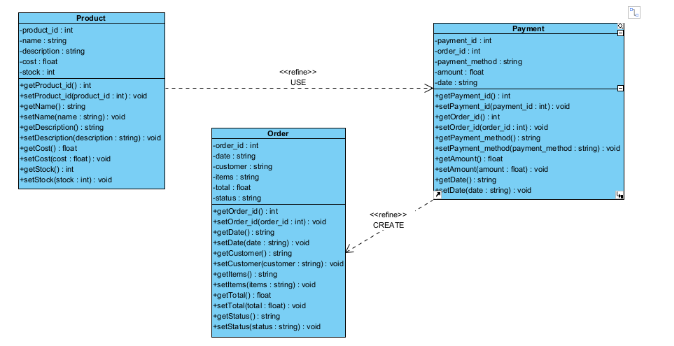 Product
-product_id : int
-name : string
-description : string
-cost : float
-stock : int
+getProduct_id() : int
+setProduct_id(product_id : int) : void
+getName() : string
+setName(name : string) : void
+getDescription() : string
+setDescription(description : string) : void
+getCost() : float
+setCost(cost : float) : void
+getStock() : int
+setStock(stock : int) : void
<<refine>>
USE
Payment
-payment_id : int
-order_id : int
-payment_method : string
-amount : float
-date : string
+getPayment_id() : int
+setPayment_id(payment_id : int) : void
+getOrder_id() : int
+setOrder_id(order_id : int) : void
+getPayment_method() : string
+setPayment_method(payment_method : string) : void
+getAmount() : float
+setAmount(amount : float) : void
+getDate() : string
(date : string) : void
<<refine>>
CREATE
Order
-order_id : int
-date : string
-customer : string
-items : string
-total : float
-status : string
+getOrder_id() : int
+setOrder_id(order_id : int) : void
+getDate() : string
+setDate(date : string) : void
+getCustomer() : string
+setCustomer(customer : string) : void
+getItems() : string
+setItems(items : string) : void
+getTotal() : float
+setTotal(total : float) : void
+getStatus() : string
+setStatus(status : string) : void